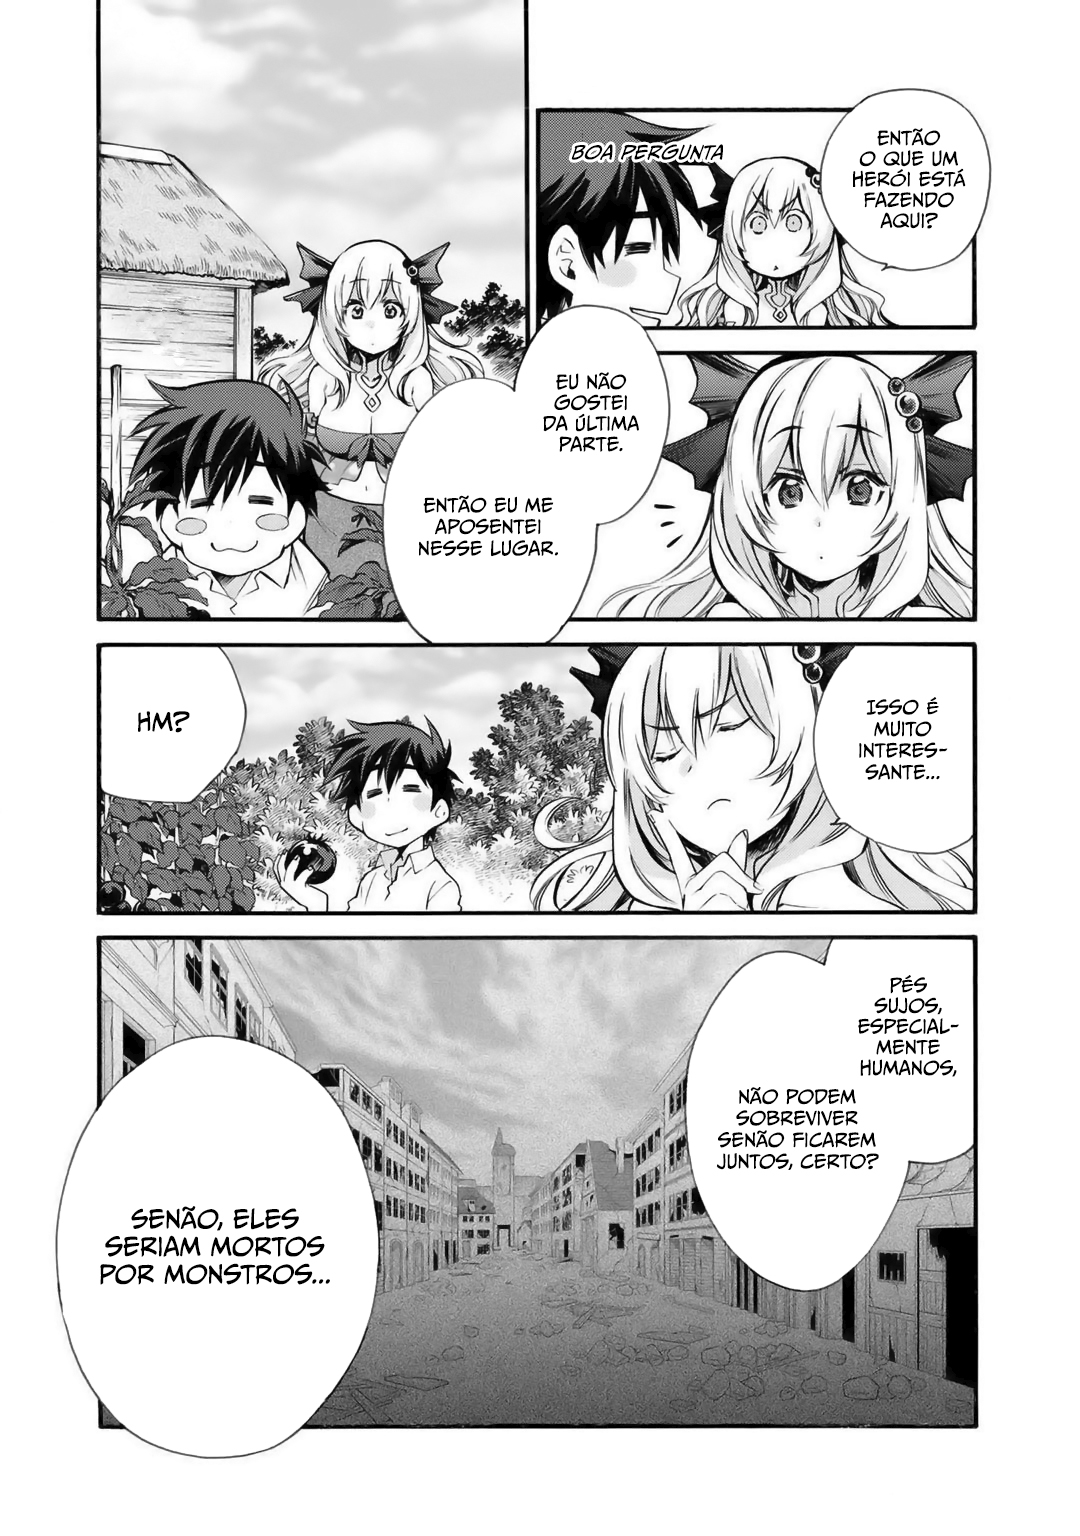 ENTÃO
O QUE UM
HERÓI ESTÁ
FAZENDO
AQUI?
BOA PERGUNTA
EU NÃO
GOSTEI
DA ÚLTIMA
PARTE.
ENTÃO EU ME
APOSENTEI
NESSE LUGAR.
ISSO É
MUITO
INTERES-
SANTE...
HM?
PÉS
SUJOS,
ESPECIAL-
MENTE
HUMANOS,
NÃO PODEM
SOBREVIVER
SENÃO FICAREM
JUNTOS, CERTO?
SENÃO, ELES
SERIAM MORTOS
POR MONSTROS...